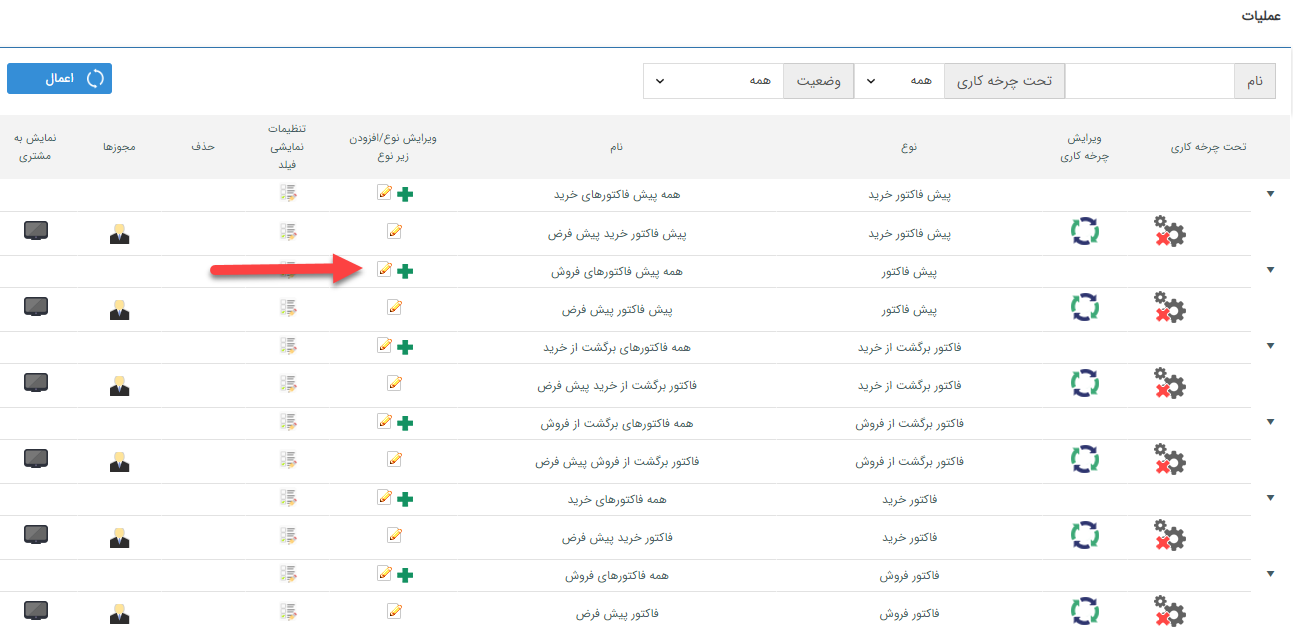 عملیات
نام تحت چرخه کاری همه وضعیت همه اعمال
تحت چرخه کاری ویرایش چرخه کاری نوع نام ویرایش نوع/افزودن زیر نوع تنظیمات نمایشی فیلد حذف مجوزها نمایش به مشتری
پیش فاکتور خرید همه پیش فاکتورهای خرید
پیش فاکتور خرید پیش فاکتور خرید پیش فرض
پیش فاکتور همه پیش فاکتورهای فروش
پیش فاکتور پیش فاکتور پیش فرض
فاکتور برگشت از خرید همه فاکتورهای برگشت از خرید
فاکتور برگشت از خرید فاکتور برگشت از خرید پیش فرض
فاکتور برگشت از فروش همه فاکتورهای برگشت از فروش
فاکتور برگشت از فروش فاکتور برگشت از فروش پیش فرض
فاکتور خرید همه فاکتورهای خرید
فاکتور خرید فاکتور خرید پیش فرض
فاکتور فروش همه فاکتورهای فروش
فاکتور فروش فاکتور پیش فرض